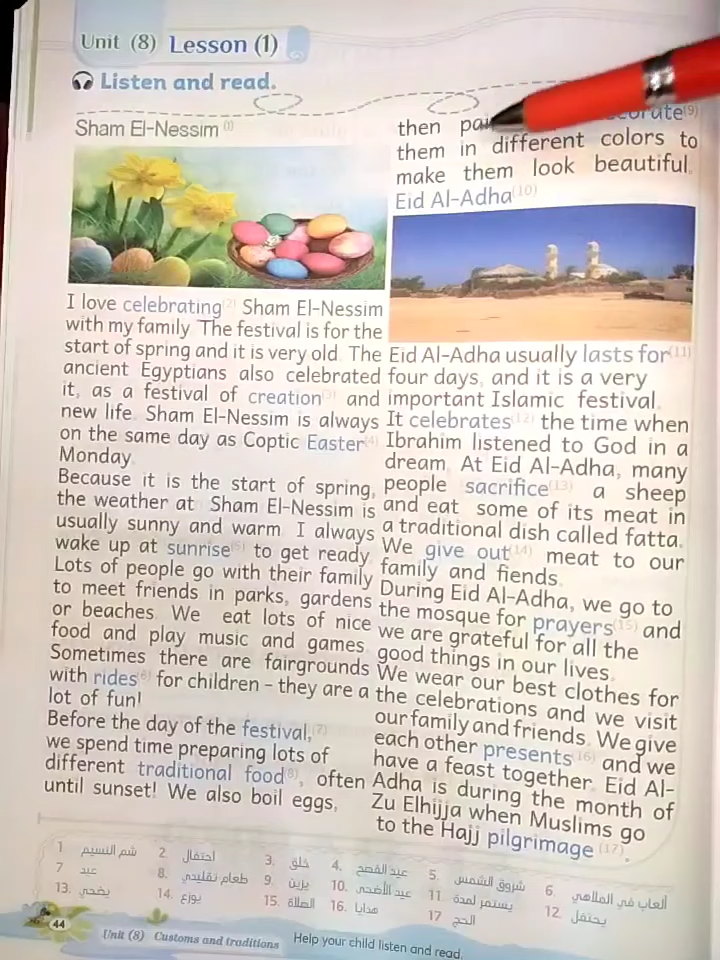 Unit (8) Lesson (1)
Listen and read.
Sham El-Nessim (1)
I love celebrating(2) Sham El-Nessim
with my family. The festival is for the
start of spring and it is very old. The
ancient Egyptians also celebrated
it, as a festival of creation(3) and
new life. Sham El-Nessim is always
on the same day as Coptic Easter(4)
Monday.
Because it is the start of spring,
the weather at Sham El-Nessim is
usually sunny and warm. I always
wake up at sunrise(5) to get ready.
Lots of people go with their family
to meet friends in parks, gardens
or beaches. We eat lots of nice
food and play music and games.
Sometimes there are fairgrounds
with rides(6) for children – they are a
lot of fun!
Before the day of the festival,(7)
we spend time preparing lots of
different traditional food(8), often
until sunset! We also boil eggs,
then
them in different colors to
make them look beautiful.
Eid Al-Adha(10)
Eid Al-Adha usually lasts for(11)
four days, and it is a very
important Islamic festival.
It celebrates(12) the time when
Ibrahim listened to God in a
dream. At Eid Al-Adha, many
people sacrifice(13) a sheep
and eat some of its meat in
a traditional dish called fatta.
We give out(14) meat to our
family and fiends.
During Eid Al-Adha, we go to
the mosque for prayers(15) and
we are grateful for all the
good things in our lives.
We wear our best clothes for
the celebrations and we visit
our family and friends. We give
each other presents(16) and we
have a feast together. Eid Al-
Adha is during the month of
Zu Elhijja when Muslims go
to the Hajj pilgrimage (17).
1 شم النسيم 2. احتفال 3. خلق 4. عيد الفصح 5. شروق الشمس 6. ألعاب في الملاهي
7 عيد 8. طعام تقليدي 9. يزين 10. عيد الأضحى 11 يستمر لمدة 12. يحتفل
13. يضحي 14. يوزع 15. الصلاة 16. هدايا 17 الحج
44 Unit (8) Customs and traditions Help your child listen and read.